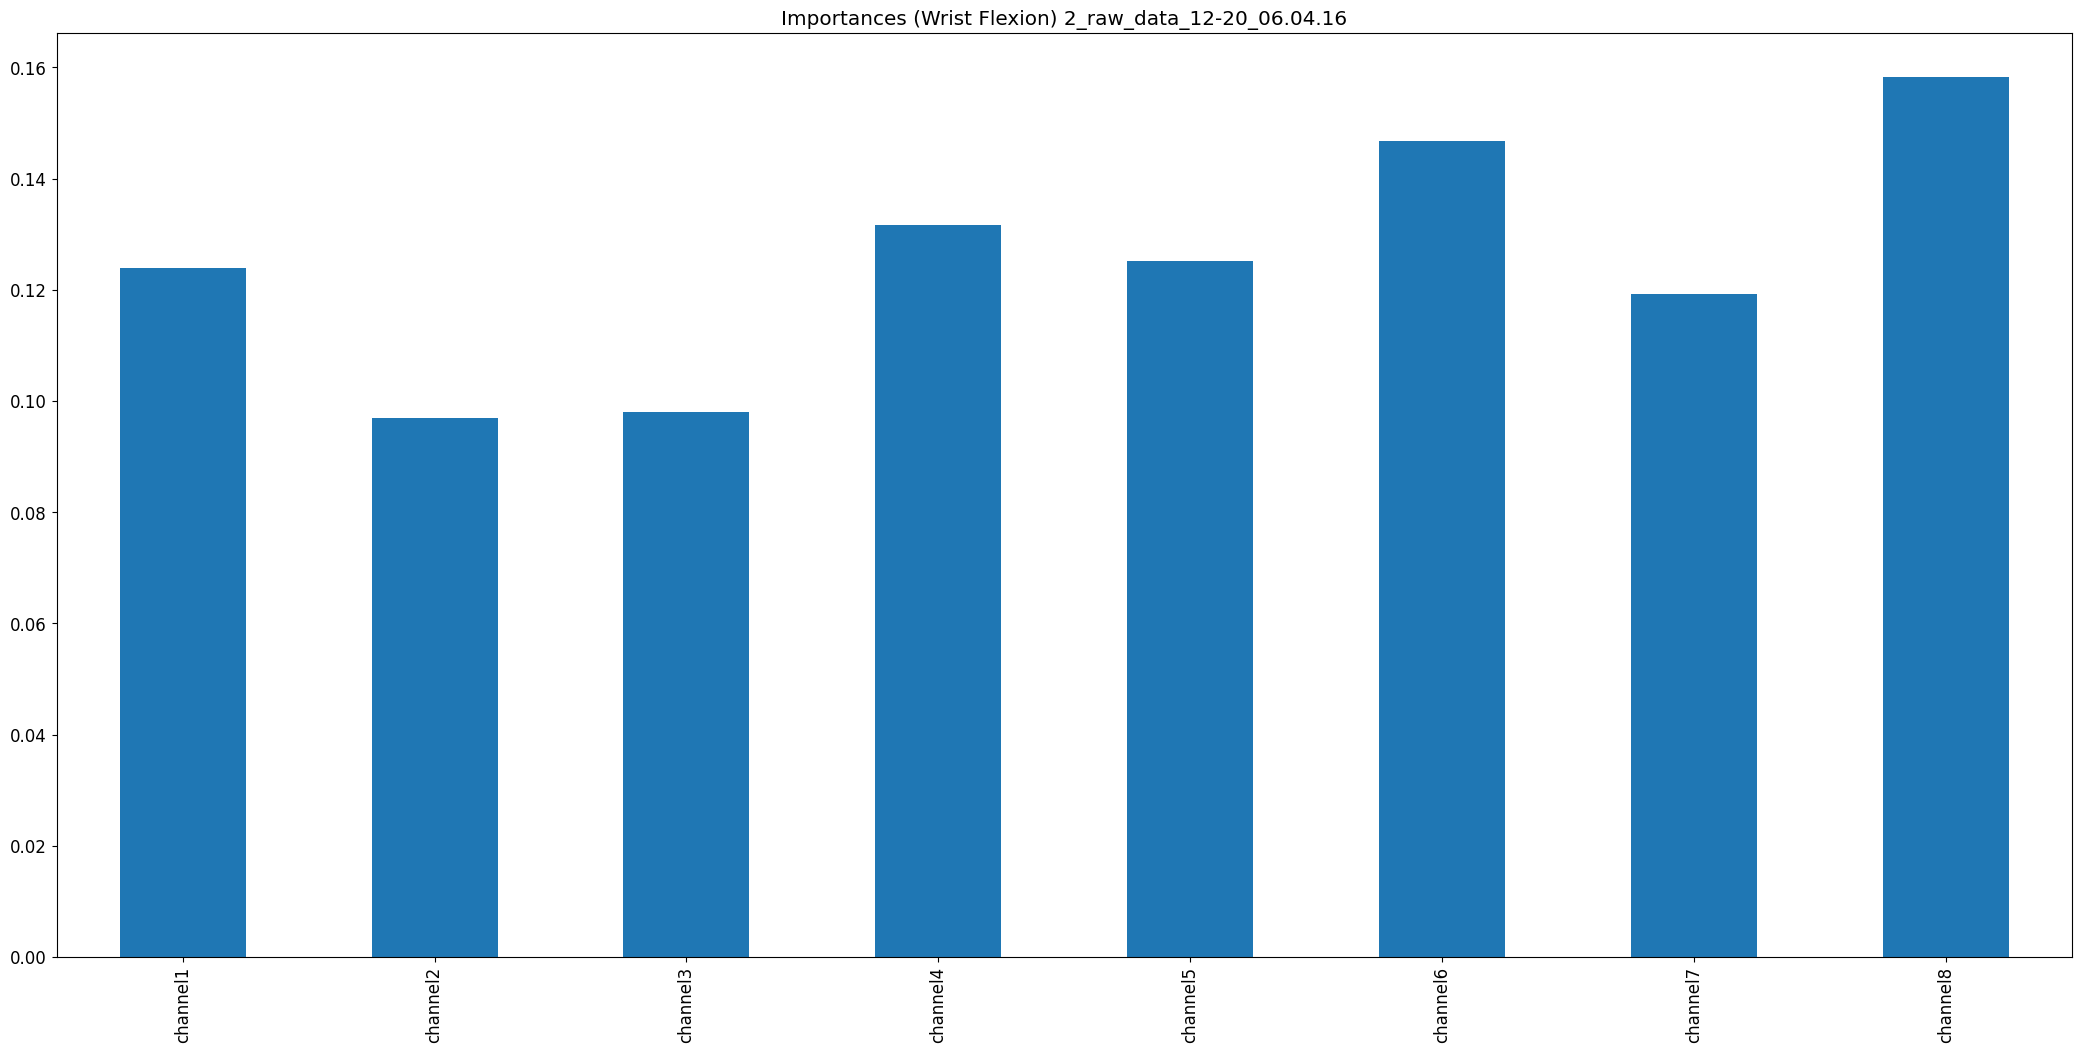 Importances (Wrist Flexion) 2_raw_data_12-20_06.04.16
0.16
0.14
0.12
0.10
0.08
0.06
0.04
0.02
0.00
channel1
channel2
channel3
channel4
channel5
channel6
channel7
channel8